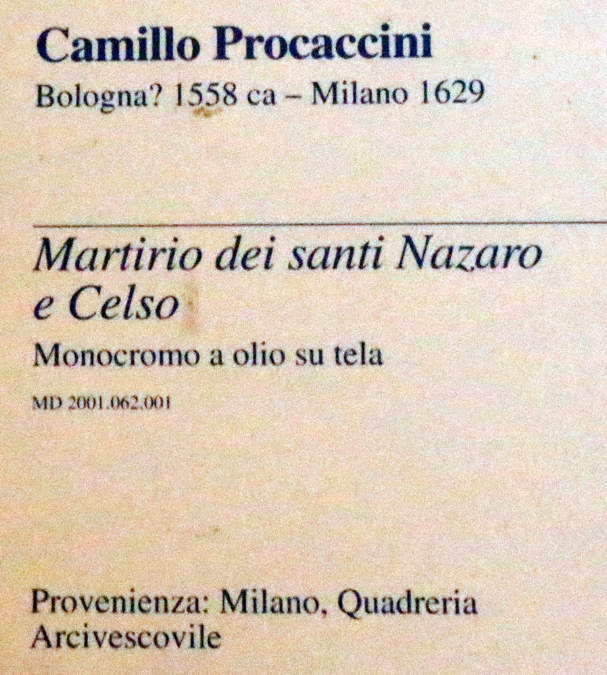 Camillo Procaccini
Bologna? 1558 ca – Milano 1629
Martirio dei santi Nazaro
e Celso
Monocromo a olio su tela
MD 2001.062.001
Provenienza: Milano, Quadreria
Arcivescovile